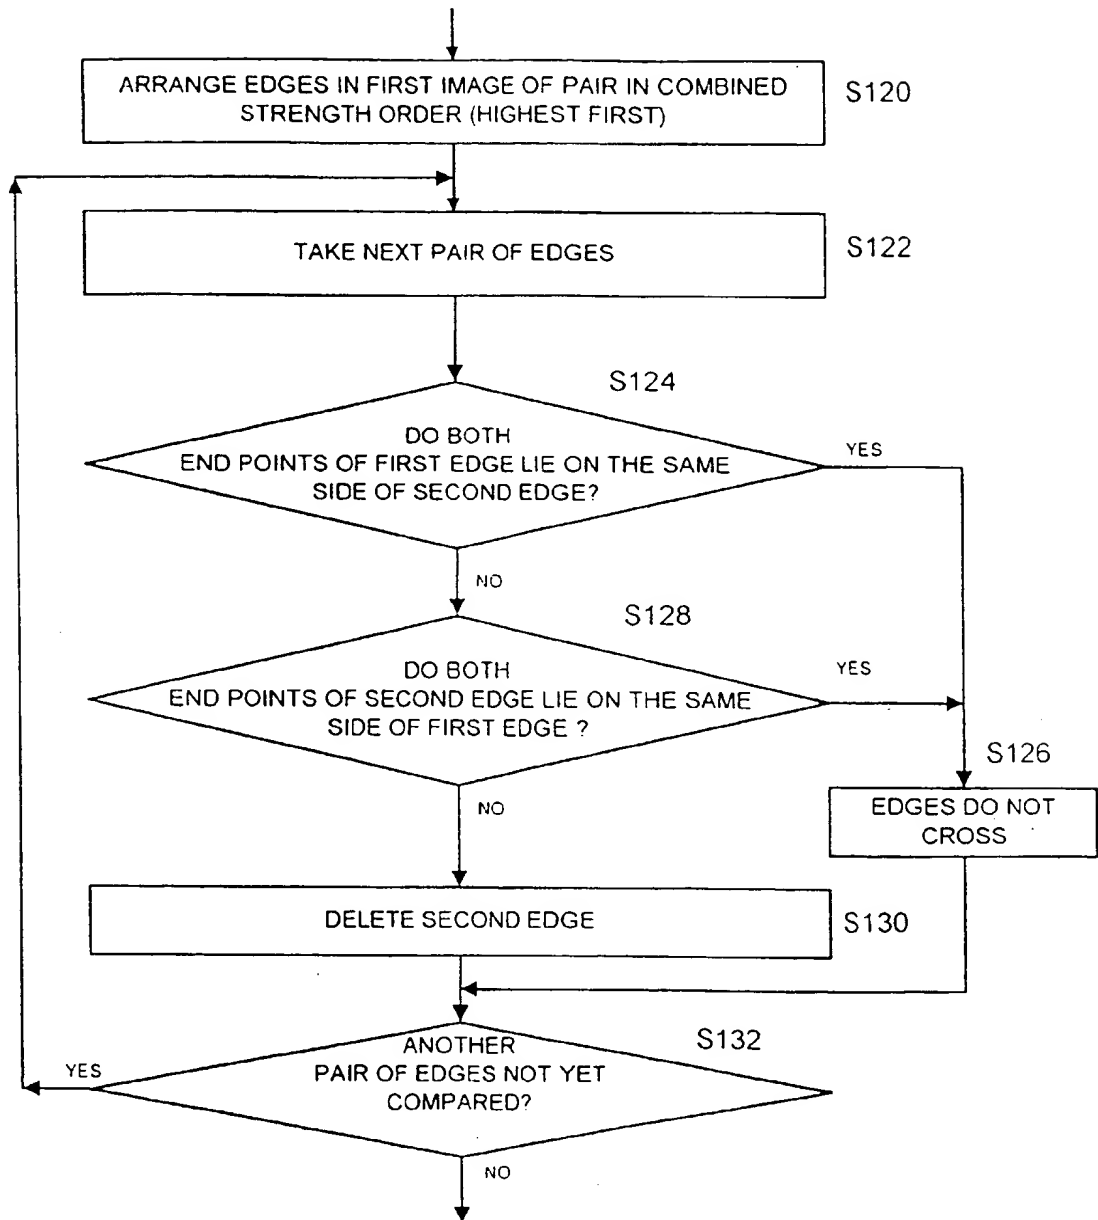 ARRANGE EDGES IN FIRST IMAGE OF PAIR IN COMBINED
STRENGTH ORDER (HIGHEST FIRST)
S120
TAKE NEXT PAIR OF EDGES
S122
S124
DO BOTH
END POINTS OF FIRST EDGE LIE ON THE SAME
SIDE OF SECOND EDGE?
YES
NO
S128
DO BOTH
END POINTS OF SECOND EDGE LIE ON THE SAME
SIDE OF FIRST EDGE ?
YES
NO
S126
EDGES DO NOT
CROSS
DELETE SECOND EDGE
S130
S132
ANOTHER
PAIR OF EDGES NOT YET
COMPARED?
YES
NO